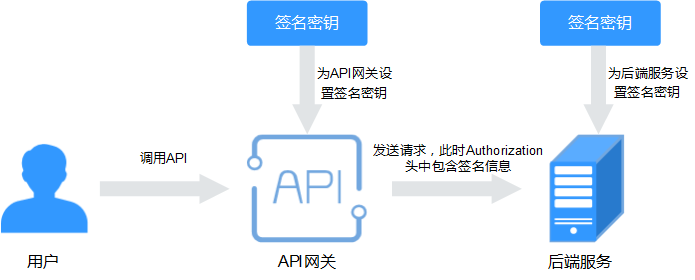 签名密钥
签名密钥
为API网关设
置签名密钥
为后端服务设
置签名密钥
调用API
发送请求，此时Authorization
头中包含签名信息
API
用户
API网关
后端服务